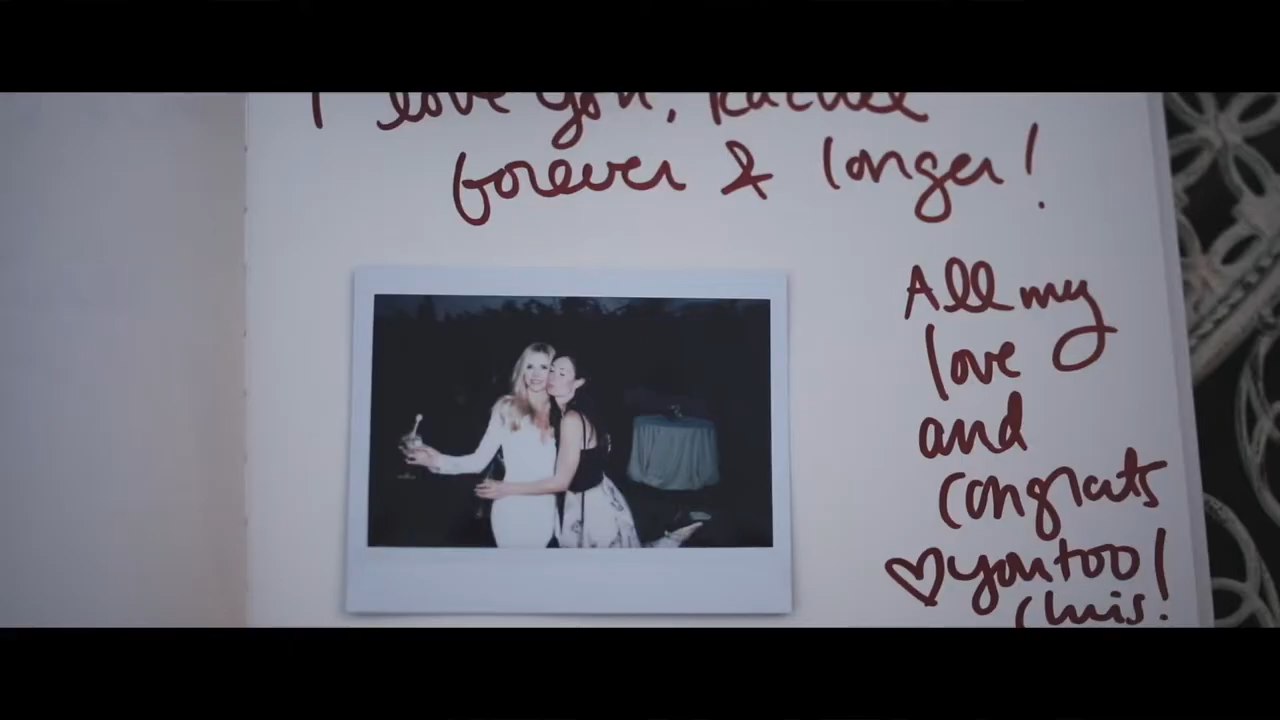 I love you, Rachel
forever & longer!
All my
love
and
congrats
♡ you too!
Chris!